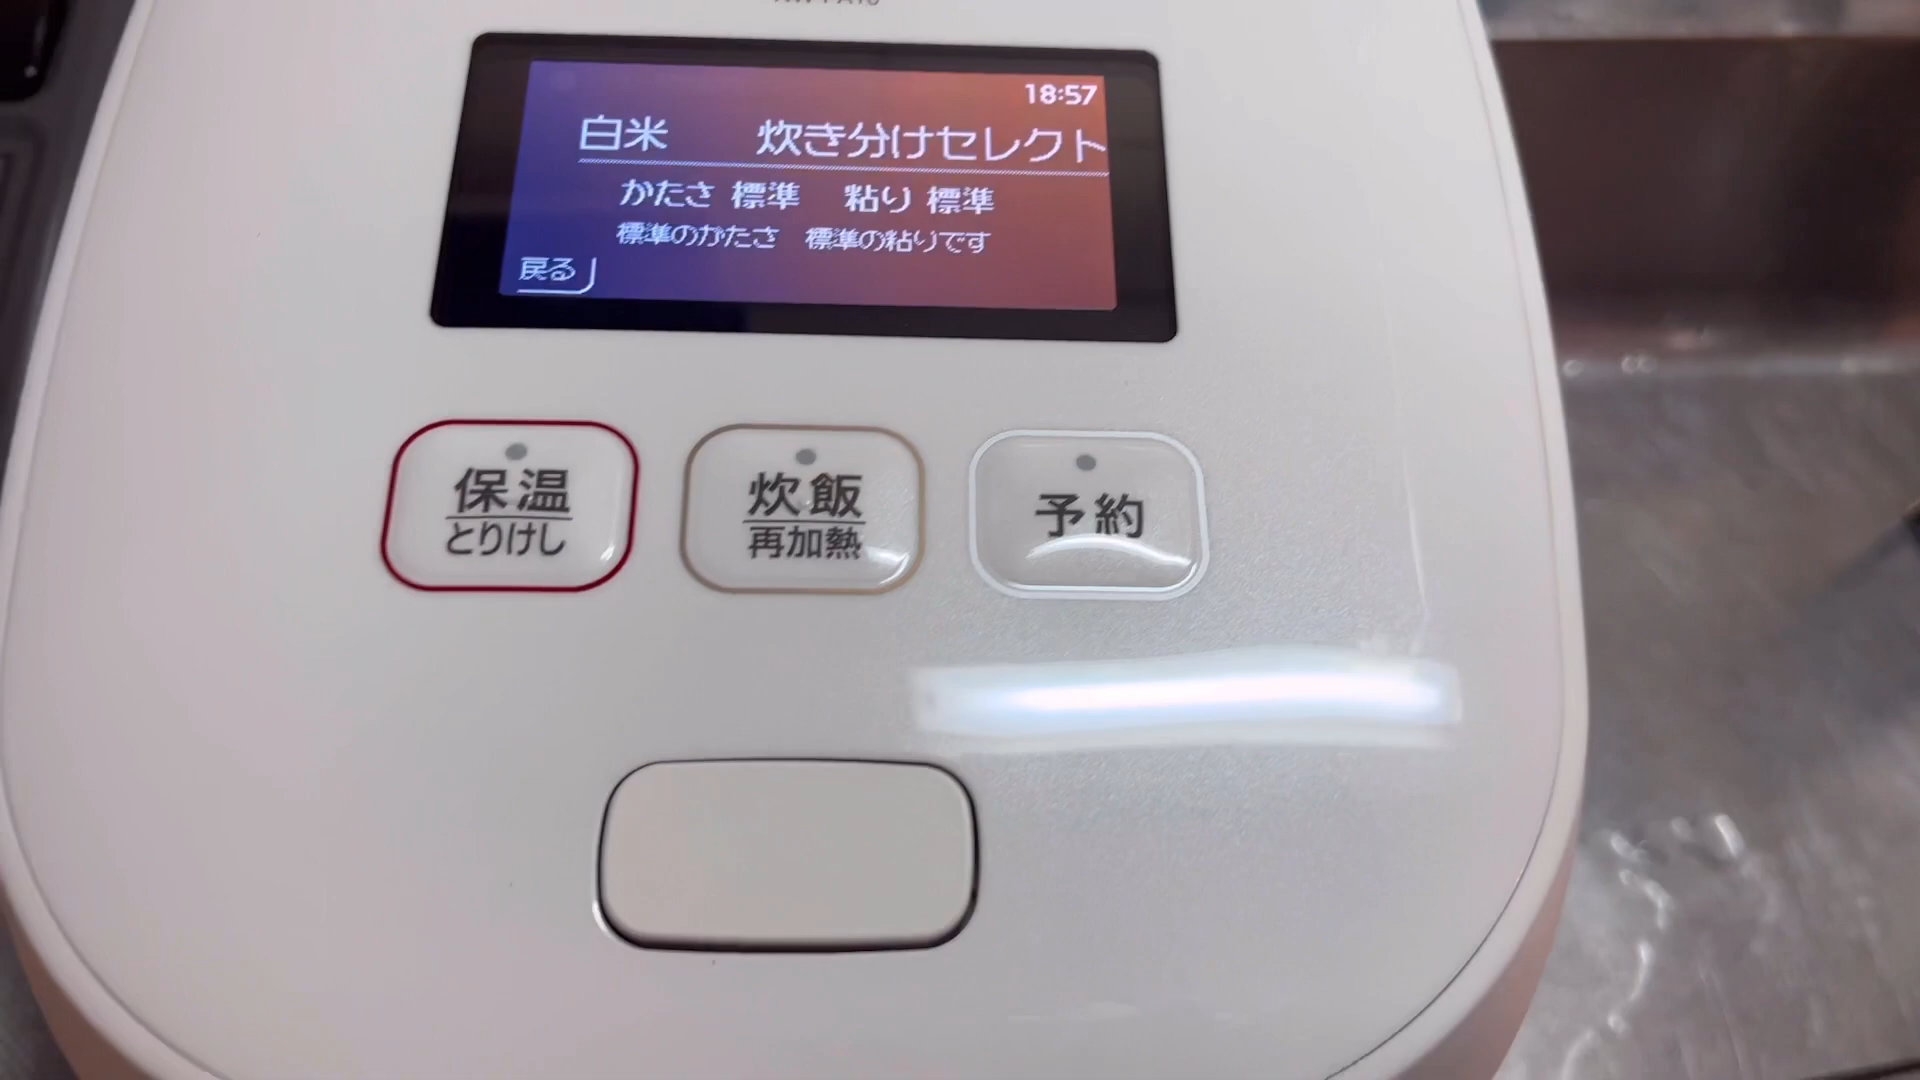 18:57
白米 炊き分けセレクト
かたさ 標準 粘り 標準
標準のかたさ 標準の粘りです
戻る
保温 炊飯 予約
とりけし 再加熱